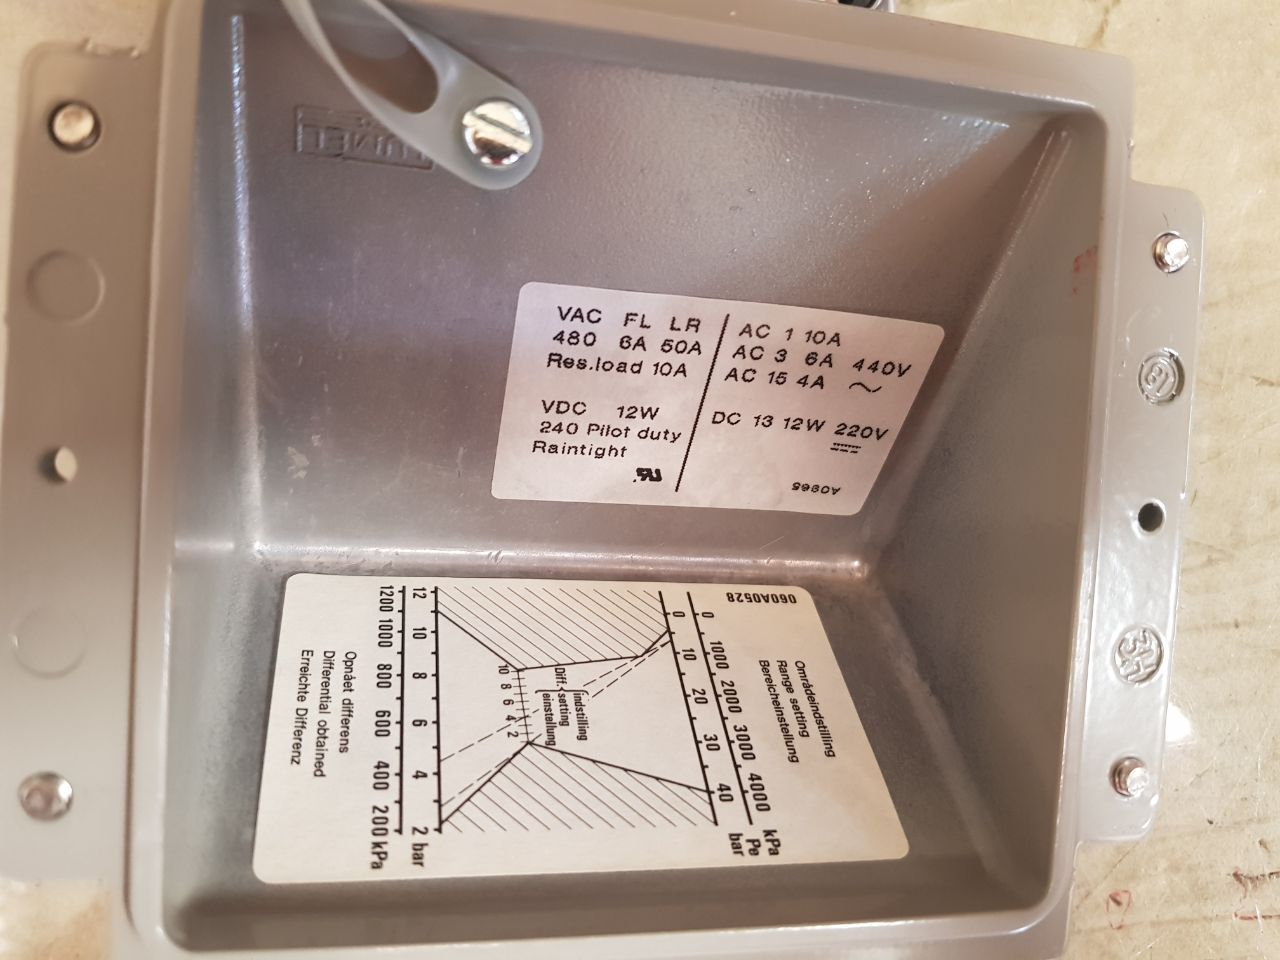 VAC FL LR
480 6A 50A
Res.load 10A
VDC 12W
240 Pilot duty
Raintight
AC 1 10A
AC 3 6A 440V
AC 15 4A ~
DC 13 12W 220V
060A0528
Områdeindstilling
Range setting
Bereicheinstellung
0 1000 2000 3000 4000 kPa
Pe
0 10 20 30 40 bar
Diff. indstilling
setting
einstellung
10 8 6 4 2
12 10 8 6 4 2 bar
1200 1000 800 600 400 200 kPa
Opnået differens
Differential obtained
Erreichte Differenz